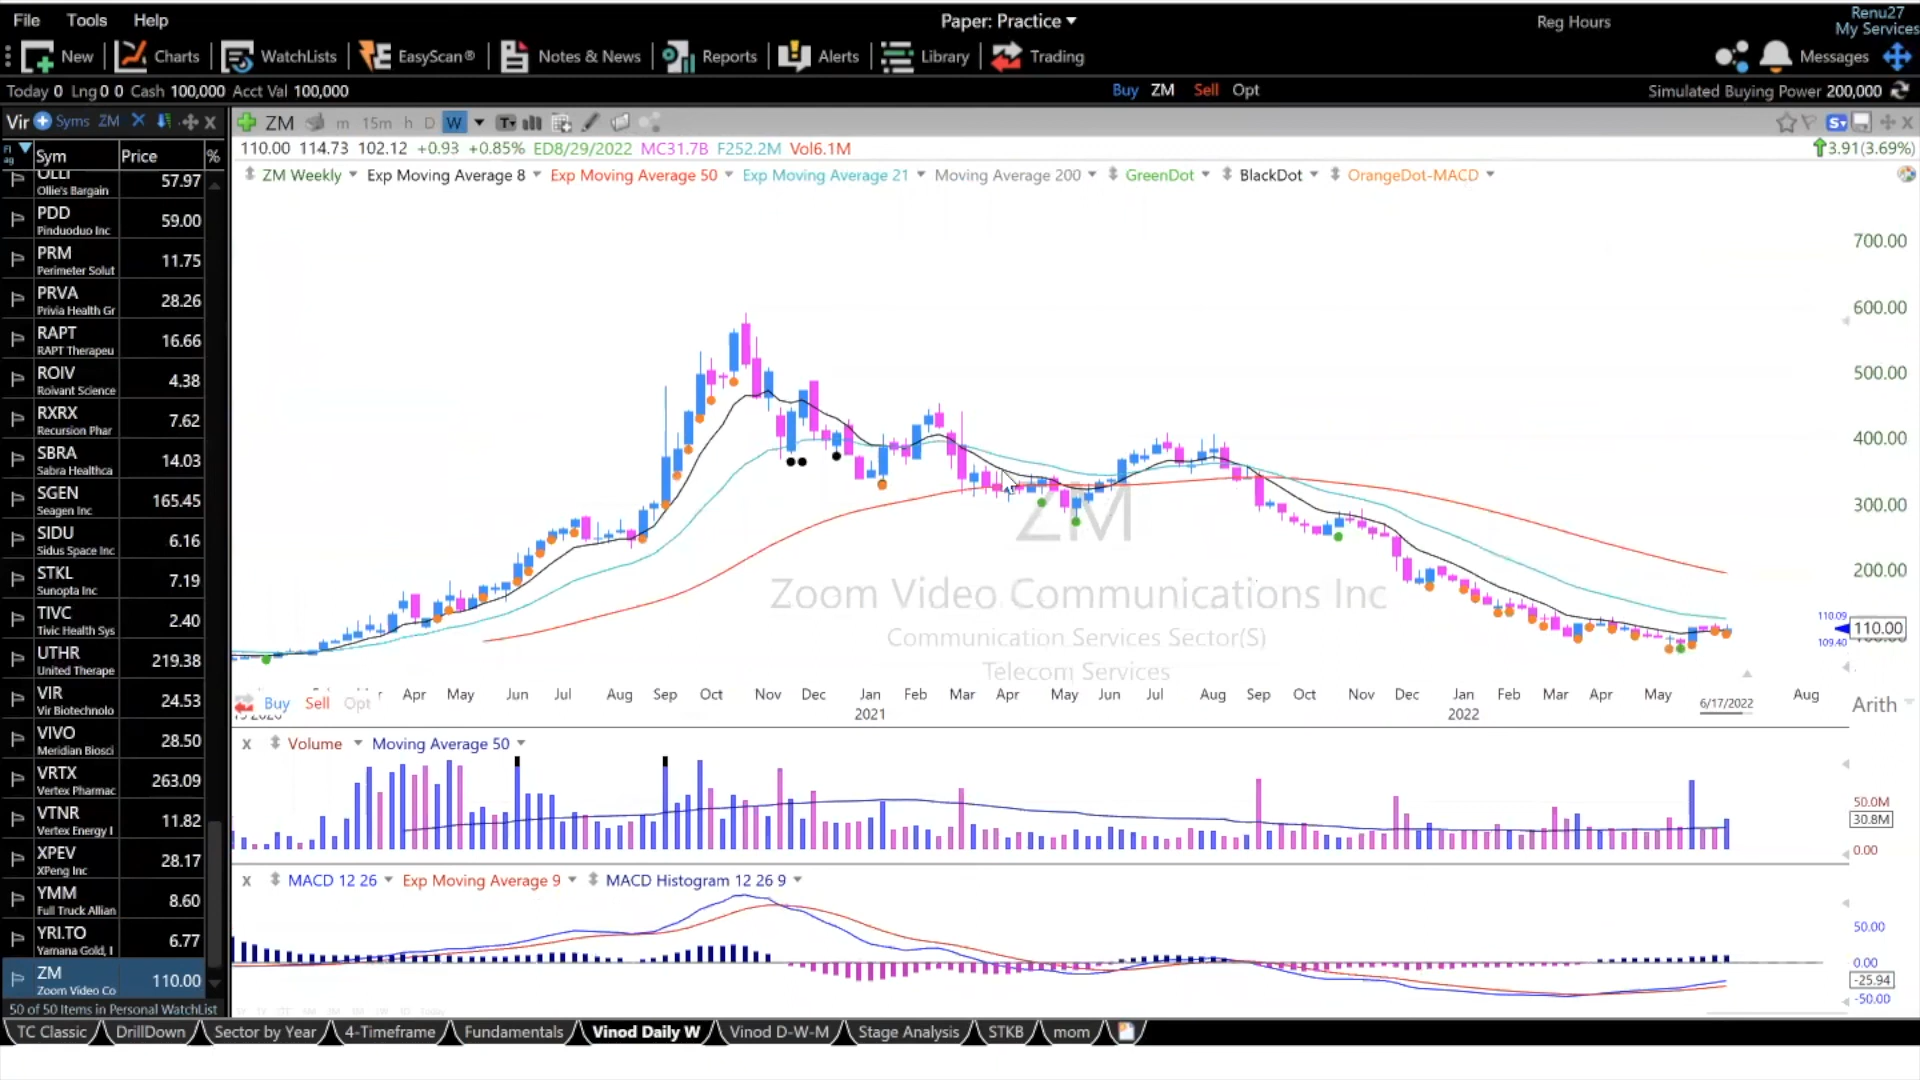 File Tools Help
Paper: Practice
Reg Hours
Renu27
My Services
New Charts WatchLists EasyScan® Notes & News Reports Alerts Library Trading
Messages
Today 0 Lng 0 0 Cash 100,000 Acct Val 100,000
Buy ZM Sell Opt
Simulated Buying Power 200,000
Vir Syms ZM X
ZM m 15m h D W T
S
110.00 114.73 102.12 +0.93 +0.85% ED8/29/2022 MC31.7B F252.2M Vol6.1M
3.91(3.69%)
ZM Weekly Exp Moving Average 8 Exp Moving Average 50 Exp Moving Average 21 Moving Average 200 GreenDot BlackDot OrangeDot-MACD
Fl
ag
Sym Price %
OLLI 57.97
Ollie's Bargain
PDD 59.00
Pinduoduo Inc
PRM 11.75
Perimeter Solut
PRVA 28.26
Privia Health Gr
RAPT 16.66
RAPT Therapeu
ROIV 4.38
Roivant Science
RXRX 7.62
Recursion Phar
SBRA 14.03
Sabra Healthca
SGEN 165.45
Seagen Inc
SIDU 6.16
Sidus Space Inc
STKL 7.19
Sunopta Inc
TIVC 2.40
Tivic Health Sys
UTHR 219.38
United Therape
VIR 24.53
Vir Biotechnolo
VIVO 28.50
Meridian Biosci
VRTX 263.09
Vertex Pharmac
VTNR 11.82
Vertex Energy I
XPEV 28.17
XPeng Inc
YMM 8.60
Full Truck Allian
YRI.TO 6.77
Yamana Gold, I
ZM 110.00
Zoom Video Co
50 of 50 Items in Personal WatchList
700.00
600.00
500.00
400.00
300.00
200.00
110.09
110.00
109.40
ZM
Zoom Video Communications Inc
Communication Services Sector(S)
Telecom Services
Apr May Jun Jul Aug Sep Oct Nov Dec Jan Feb Mar Apr May Jun Jul Aug Sep Oct Nov Dec Jan Feb Mar Apr May 6/17/2022 Aug
2021 2022
Buy Sell Opt
Arith
X Volume Moving Average 50
50.0M
30.8M
0.00
X MACD 12 26 Exp Moving Average 9 MACD Histogram 12 26 9
50.00
0.00
-25.94
-50.00
TC Classic DrillDown Sector by Year 4-Timeframe Fundamentals Vinod Daily W Vinod D-W-M Stage Analysis STKB mom